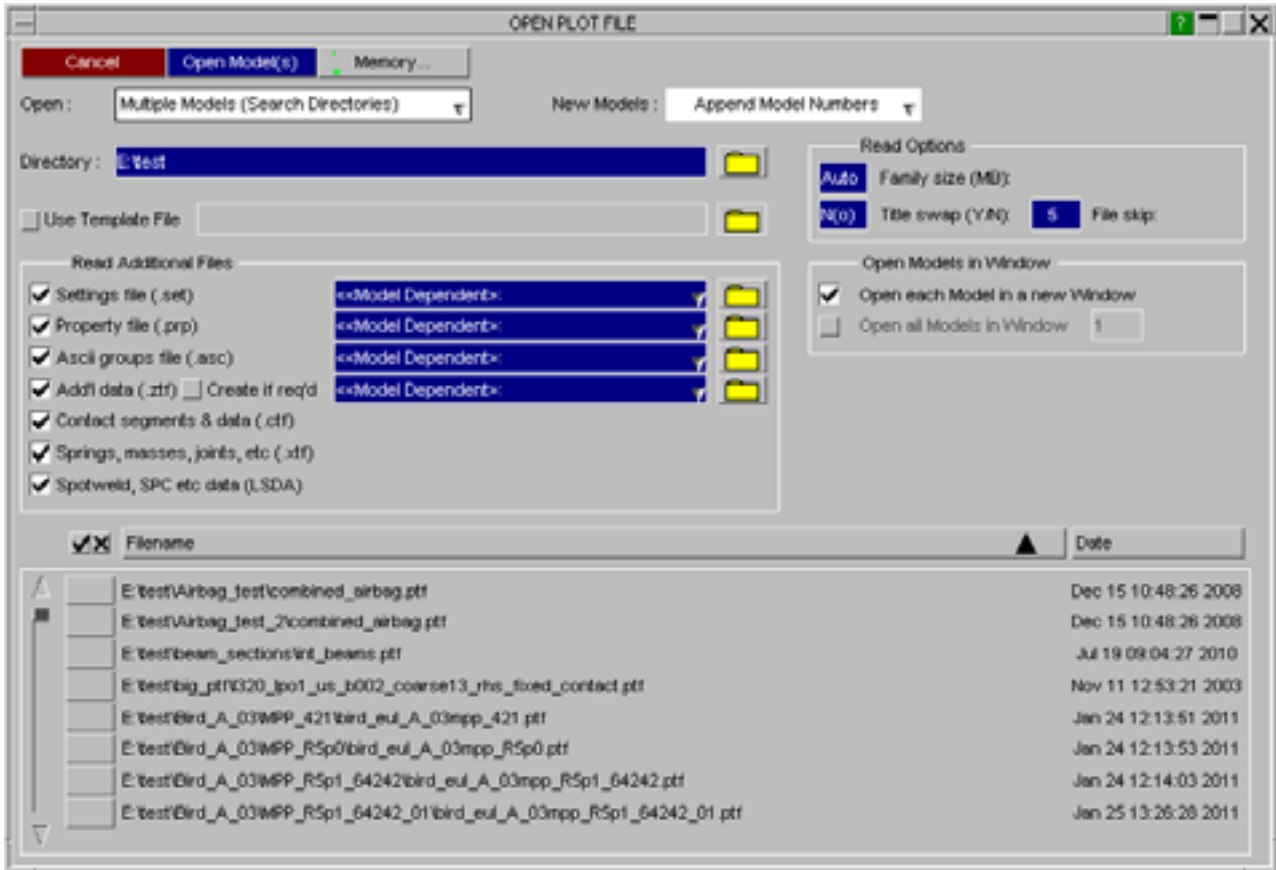 OPEN PLOT FILE ?
Cancel Open Model(s) Memory...
Open : Multiple Models (Search Directories) New Models : Append Model Numbers
Directory : E:\test
Read Options
Auto Family size (MB):
N(o) Title swap (Y/N): 5 File skip:
Use Template File
Read Additional Files
Open Models in Window
Settings file (.set) <<Model Dependent>:
Open each Model in a new Window
Property file (.prp) <<Model Dependent>:
Open all Models in Window 1
Ascii groups file (.asc) <<Model Dependent>:
Add'l data (.ztf) Create if req'd <<Model Dependent>:
Contact segments & data (.ctf)
Springs, masses, joints, etc (.xtf)
Spotweld, SPC etc data (LSDA)
Filename Date
E:\test\Airbag_test\combined_airbag.ptf Dec 15 10:48:26 2008
E:\test\Airbag_test_2\combined_airbag.ptf Dec 15 10:48:26 2008
E:\test\beam_sections\int_beams.ptf Jul 19 09:04:27 2010
Nov 11 12:53:21 2003
E:\test\Bird_A_03\MPP_421\bird_eul_A_03mpp_421.ptf Jan 24 12:13:51 2011
E:\test\Bird_A_03\MPP_R5p0\bird_eul_A_03mpp_R5p0.ptf Jan 24 12:13:53 2011
E:\test\Bird_A_03\MPP_R5p1_64242\bird_eul_A_03mpp_R5p1_64242.ptf Jan 24 12:14:03 2011
E:\test\Bird_A_03\MPP_R5p1_64242_01\bird_eul_A_03mpp_R5p1_64242_01.ptf Jan 25 13:26:28 2011